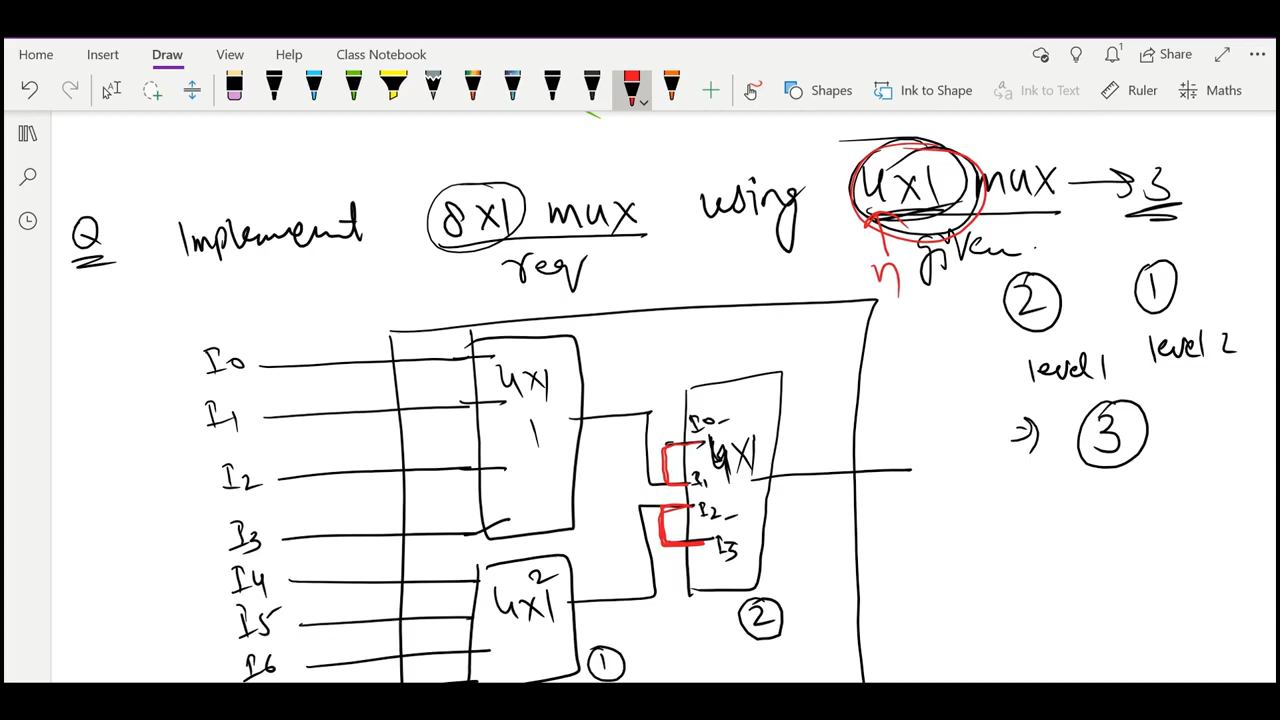 Home Insert Draw View Help Class Notebook Share
Shapes Ink to Shape Ink to Text Ruler Maths
Q Implement 8x1 mux using 4x1 mux → 3
req given
n
2 1
level 1 level 2
⇒ 3
I0
I1
I2
I3
I4
I5
I6
4x1
1
4x1
2
1
I0
I1
I2
I3
4x1
2